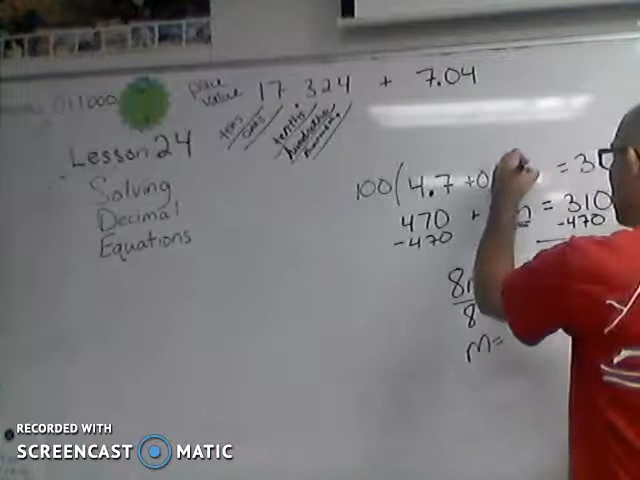 place value 17.324 + 7.04
tens
ones
tenths
hundredths
Lesson 24
Solving
Decimal
Equations
100(4.7 + 0 = 3
470 + = 310
-470 -470
8
8
m=
RECORDED WITH
SCREENCAST MATIC